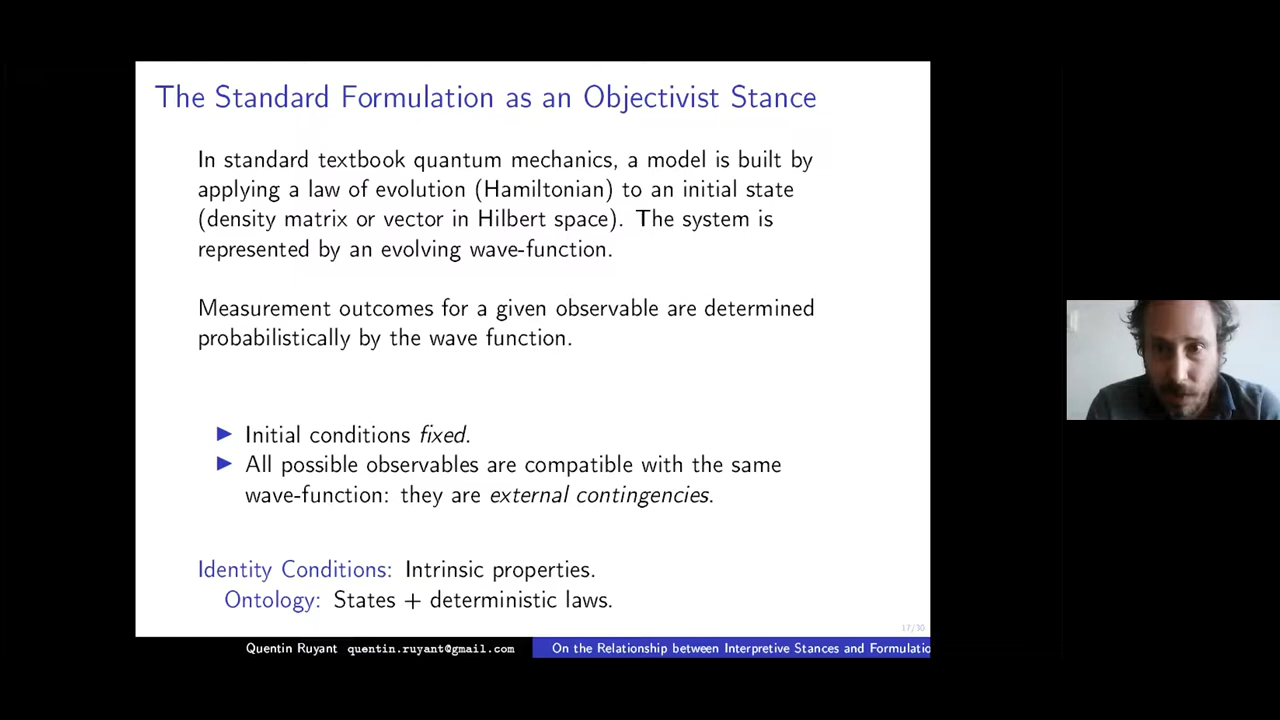 The Standard Formulation as an Objectivist Stance
In standard textbook quantum mechanics, a model is built by
applying a law of evolution (Hamiltonian) to an initial state
(density matrix or vector in Hilbert space). The system is
represented by an evolving wave-function.
Measurement outcomes for a given observable are determined
probabilistically by the wave function.
▶ Initial conditions fixed.
▶ All possible observables are compatible with the same
wave-function: they are external contingencies.
Identity Conditions: Intrinsic properties.
Ontology: States + deterministic laws.
17/30
Quentin Ruyant quentin.ruyant@gmail.com On the Relationship between Interpretive Stances and Formulatio